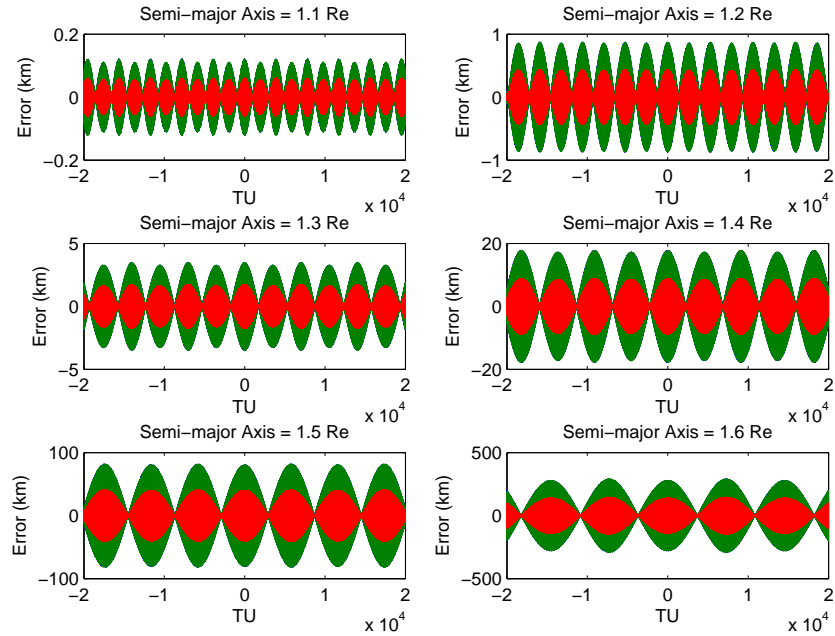 Semi−major Axis = 1.1 Re
0.2
0
−0.2
Error (km)
−2 −1 0 1 2
TU
x 10^4
Semi−major Axis = 1.2 Re
1
0
−1
Error (km)
−2 −1 0 1 2
TU
x 10^4
Semi−major Axis = 1.3 Re
5
0
−5
Error (km)
−2 −1 0 1 2
TU
x 10^4
Semi−major Axis = 1.4 Re
20
0
−20
Error (km)
−2 −1 0 1 2
TU
x 10^4
Semi−major Axis = 1.5 Re
100
0
−100
Error (km)
−2 −1 0 1 2
TU
x 10^4
Semi−major Axis = 1.6 Re
500
0
−500
Error (km)
−2 −1 0 1 2
TU
x 10^4